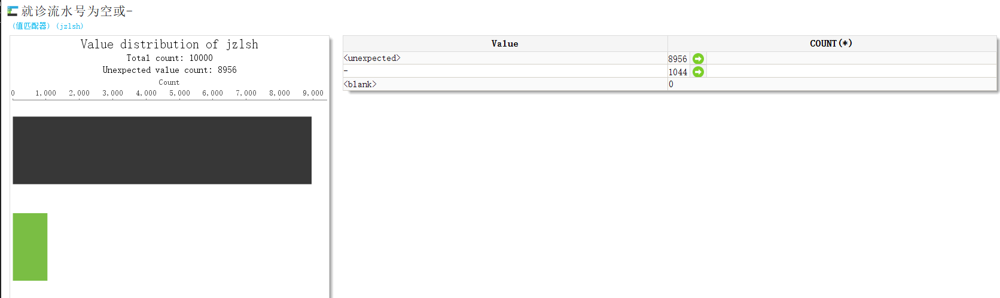 就诊流水号为空或-
(值匹配器) (jzlsh)
Value distribution of jzlsh
Total count: 10000
Unexpected value count: 8956
Count
0 1,000 2,000 3,000 4,000 5,000 6,000 7,000 8,000 9,000
Value COUNT(*)
<unexpected> 8956
- 1044
<blank> 0